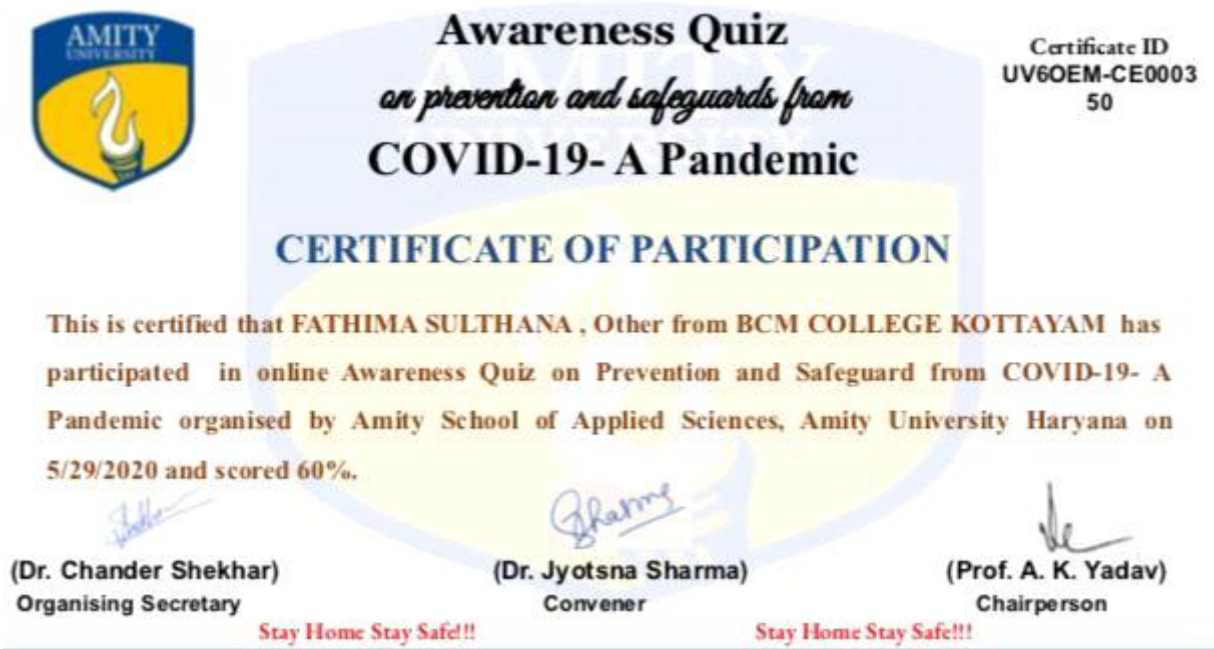 AMITY
UNIVERSITY
Awareness Quiz
on prevention and safeguards from
COVID-19- A Pandemic
Certificate ID
UV6OEM-CE0003
50
CERTIFICATE OF PARTICIPATION
This is certified that FATHIMA SULTHANA , Other from BCM COLLEGE KOTTAYAM has
participated in online Awareness Quiz on Prevention and Safeguard from COVID-19- A
Pandemic organised by Amity School of Applied Sciences, Amity University Haryana on
5/29/2020 and scored 60%.
Sharma
(Dr. Chander Shekhar) (Dr. Jyotsna Sharma) (Prof. A. K. Yadav)
Organising Secretary Convener Chairperson
Stay Home Stay Safe!!! Stay Home Stay Safe!!!